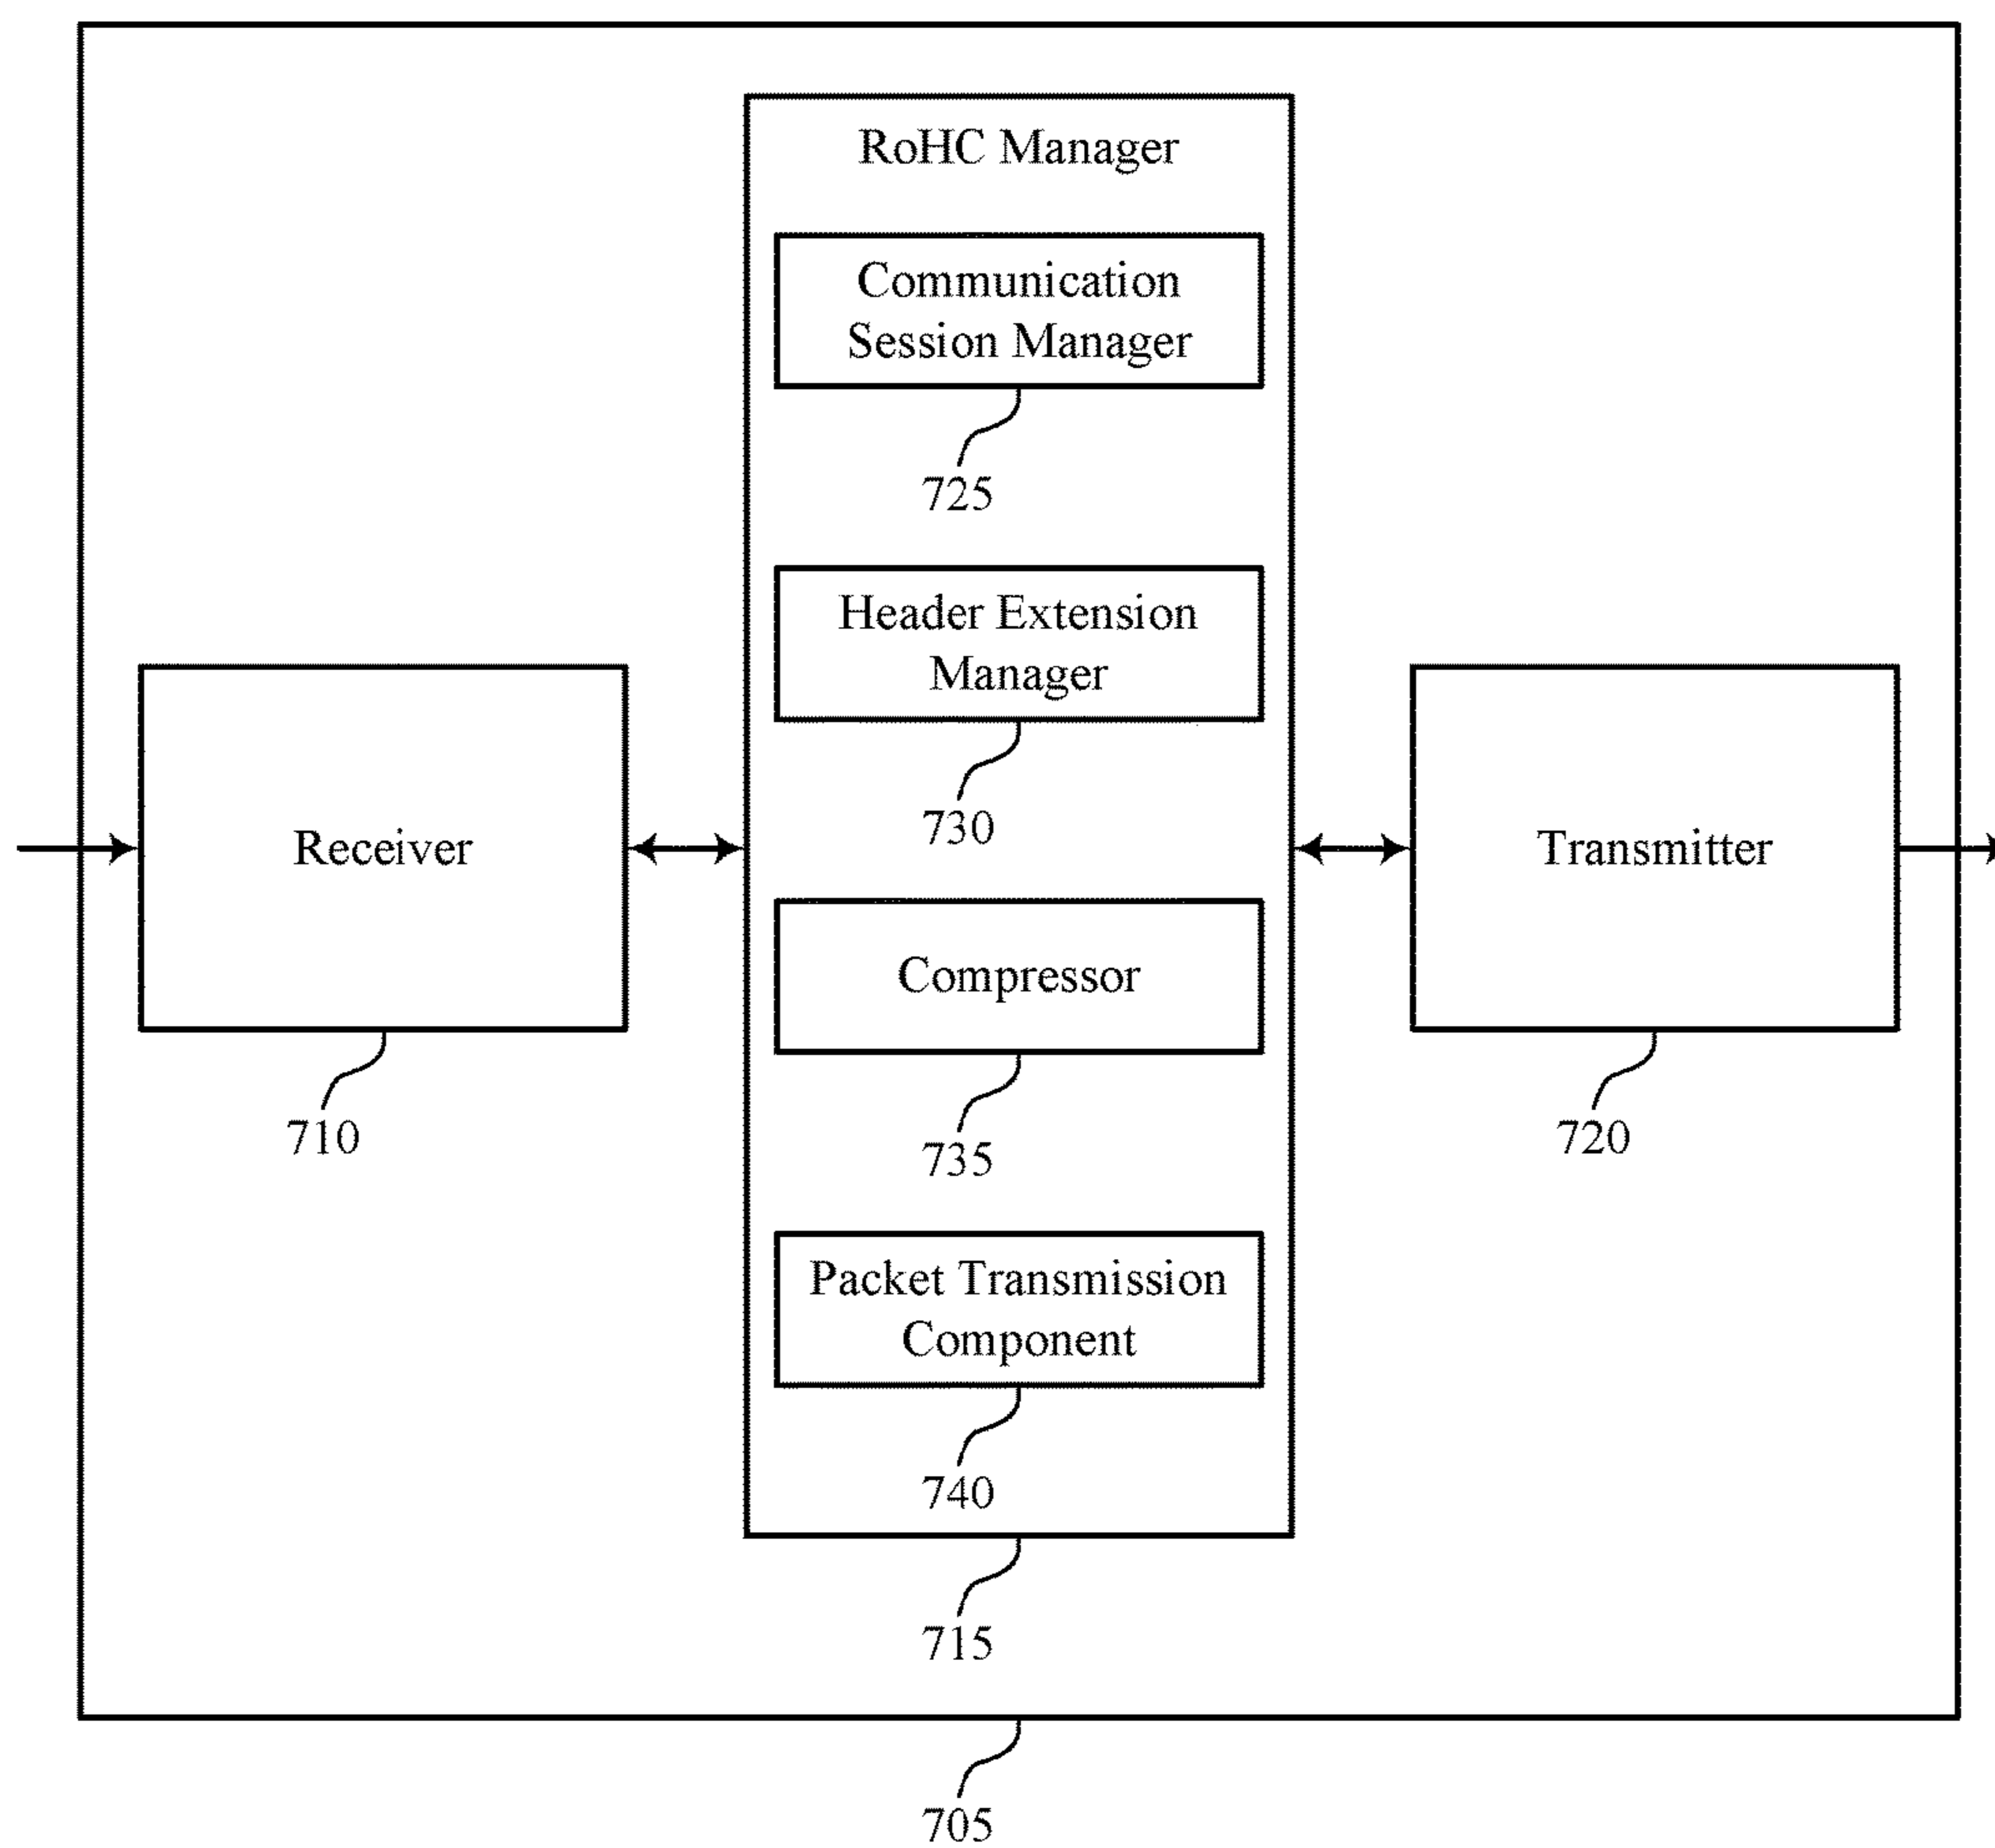 RoHC Manager
Communication
Session Manager
725
Header Extension
Manager
730
Receiver
710
Compressor
735
Transmitter
720
Packet Transmission
Component
740
715
705